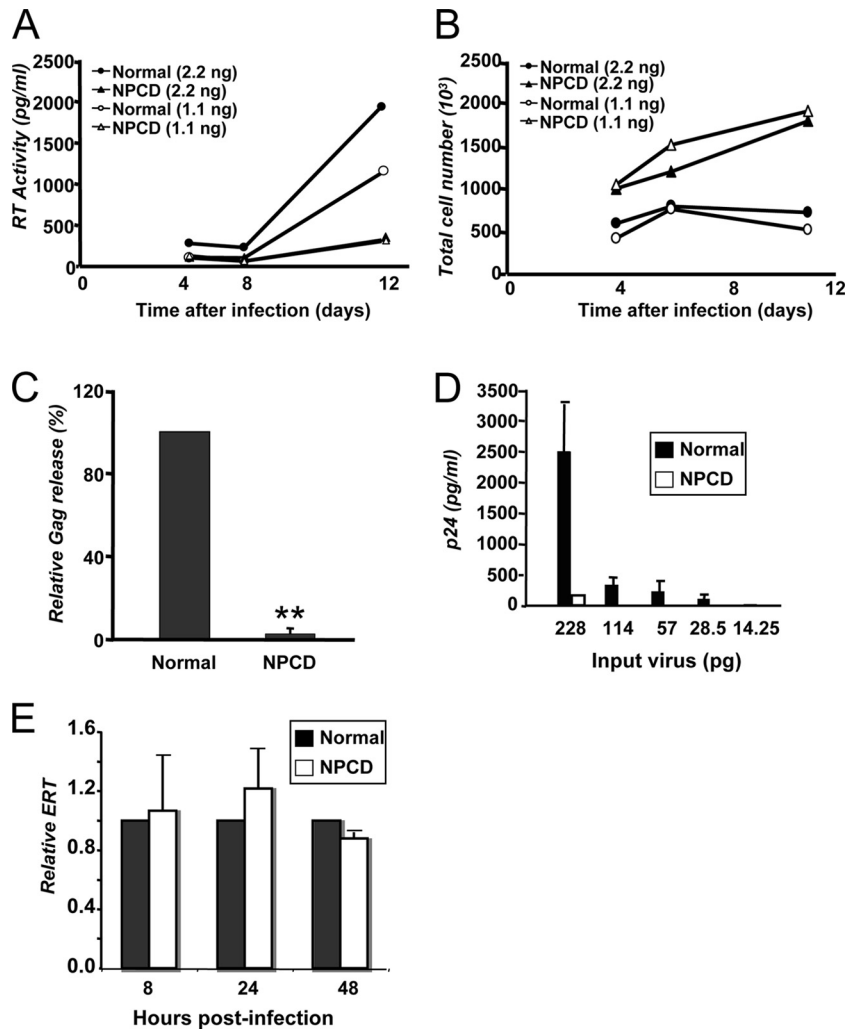 A
RT Activity (pg/ml)
2500
2000
1500
1000
500
0
Normal (2.2 ng)
NPCD (2.2 ng)
Normal (1.1 ng)
NPCD (1.1 ng)
0 4 8 12
Time after infection (days)
B
Total cell number (10³)
2500
2000
1500
1000
500
0
Normal (2.2 ng)
NPCD (2.2 ng)
Normal (1.1 ng)
NPCD (1.1 ng)
0 4 8 12
Time after infection (days)
C
Relative Gag release (%)
120
80
40
0
**
Normal NPCD
D
p24 (pg/ml)
3500
3000
2500
2000
1500
1000
500
0
Normal
NPCD
228 114 57 28.5 14.25
Input virus (pg)
E
Relative ERT
1.6
1.2
0.8
0.4
0.0
Normal
NPCD
8 24 48
Hours post-infection